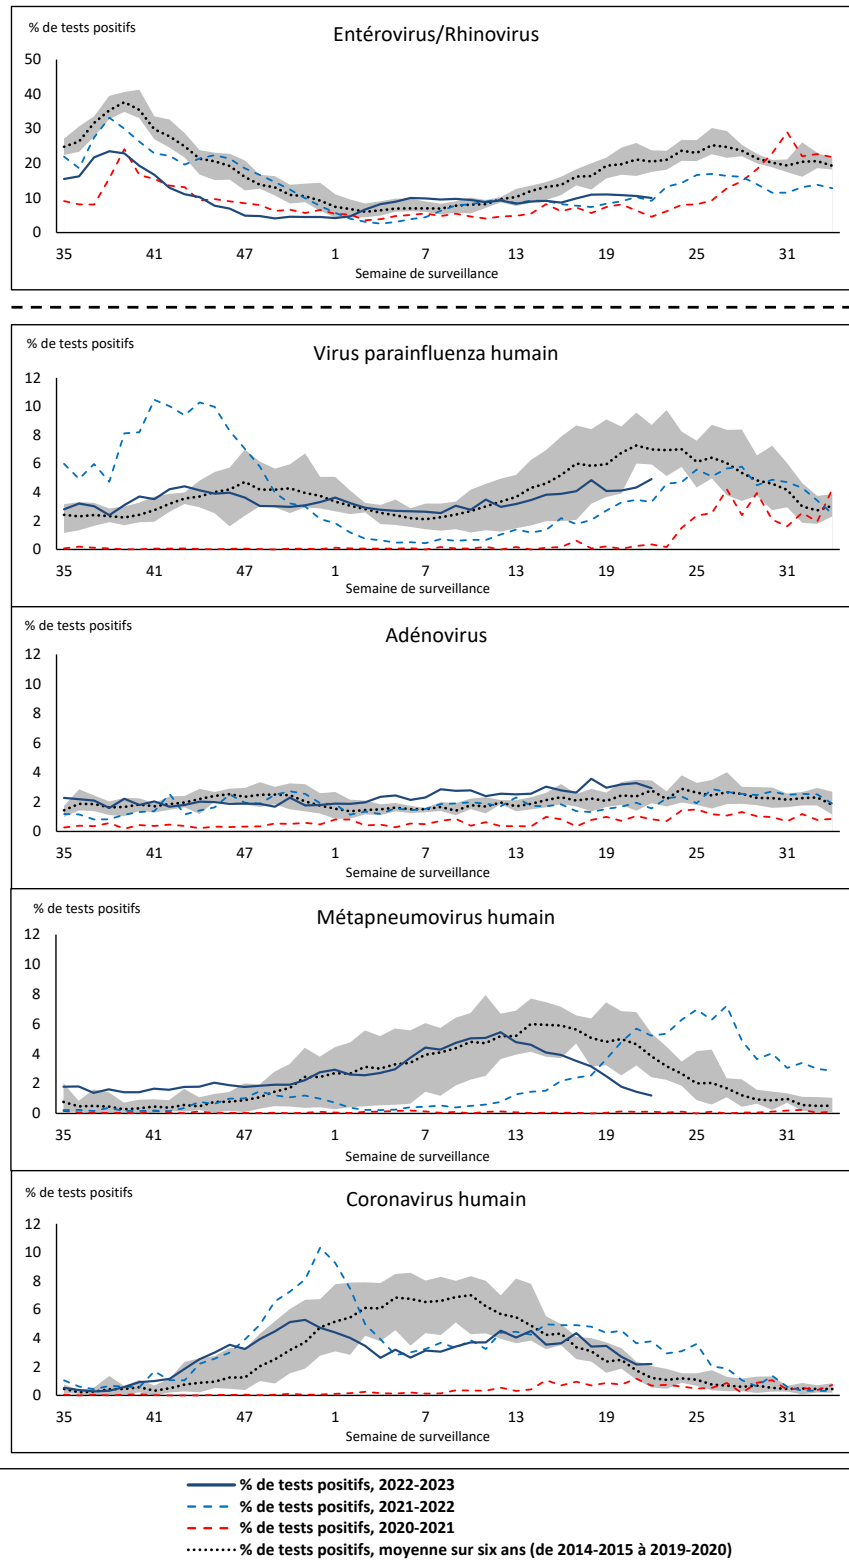 % de tests positifs
Entérovirus/Rhinovirus
50
40
30
20
10
0
35 41 47 1 7 13 19 25 31
Semaine de surveillance
% de tests positifs
Virus parainfluenza humain
12
10
8
6
4
2
0
35 41 47 1 7 13 19 25 31
Semaine de surveillance
% de tests positifs
Adénovirus
12
10
8
6
4
2
0
35 41 47 1 7 13 19 25 31
Semaine de surveillance
% de tests positifs
Métapneumovirus humain
12
10
8
6
4
2
0
35 41 47 1 7 13 19 25 31
Semaine de surveillance
% de tests positifs
Coronavirus humain
12
10
8
6
4
2
0
35 41 47 1 7 13 19 25 31
Semaine de surveillance
% de tests positifs, 2022-2023
% de tests positifs, 2021-2022
% de tests positifs, 2020-2021
% de tests positifs, moyenne sur six ans (de 2014-2015 à 2019-2020)